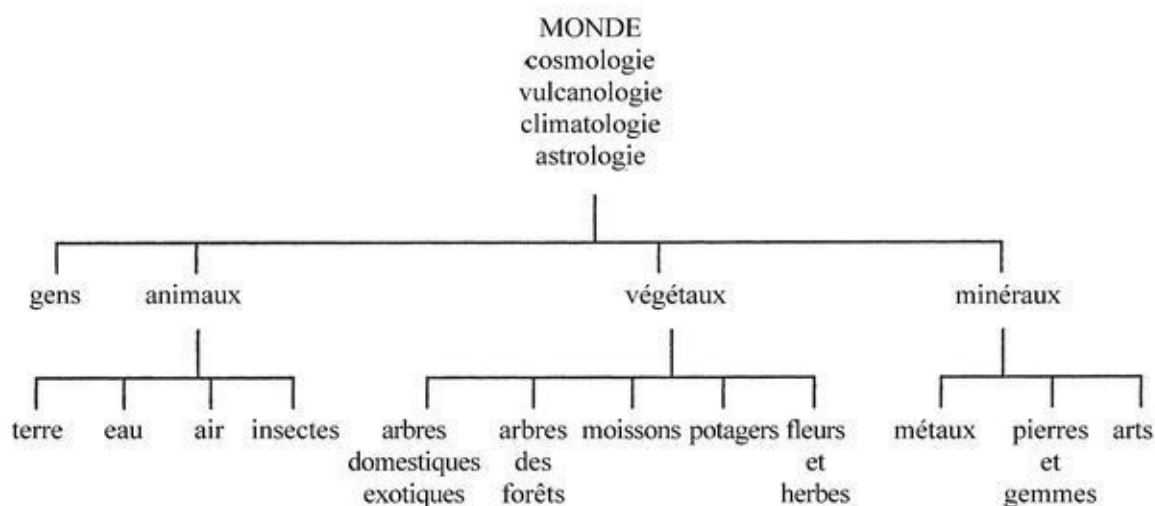 MONDE
cosmologie
vulcanologie
climatologie
astrologie
gens animaux végétaux minéraux
terre eau air insectes arbres arbres moissons potagers fleurs métaux pierres arts
domestiques des et et
exotiques forêts herbes gemmes